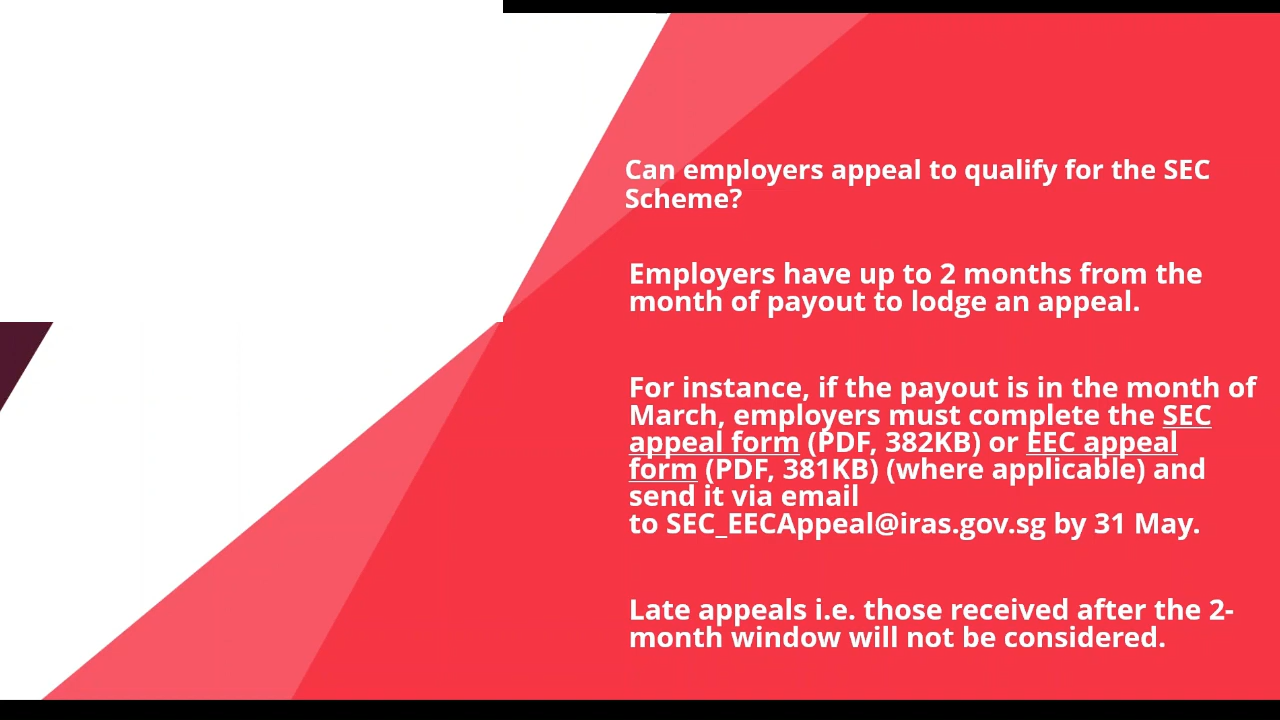 Can employers appeal to qualify for the SEC
Scheme?
Employers have up to 2 months from the
month of payout to lodge an appeal.
For instance, if the payout is in the month of
March, employers must complete the SEC
appeal form (PDF, 382KB) or EEC appeal
form (PDF, 381KB) (where applicable) and
send it via email
to SEC_EECAppeal@iras.gov.sg by 31 May.
Late appeals i.e. those received after the 2-
month window will not be considered.